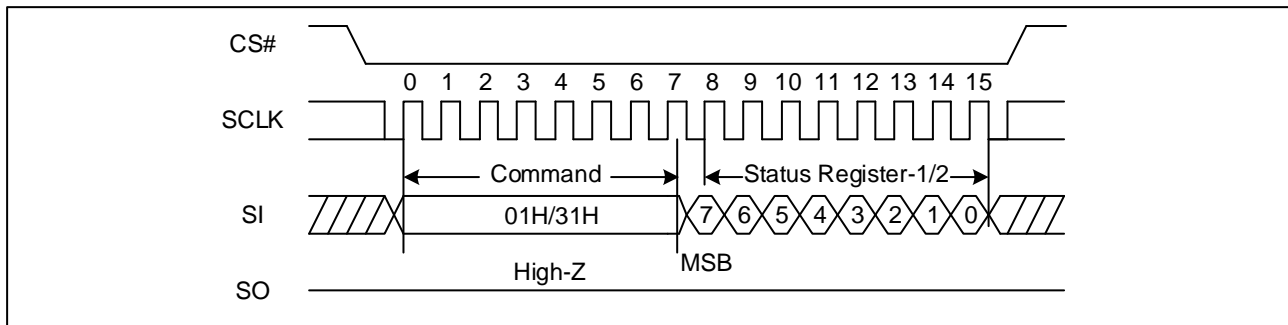 CS#
0 1 2 3 4 5 6 7 8 9 10 11 12 13 14 15
SCLK
Command Status Register-1/2
SI 01H/31H 7 6 5 4 3 2 1 0
High-Z MSB
SO